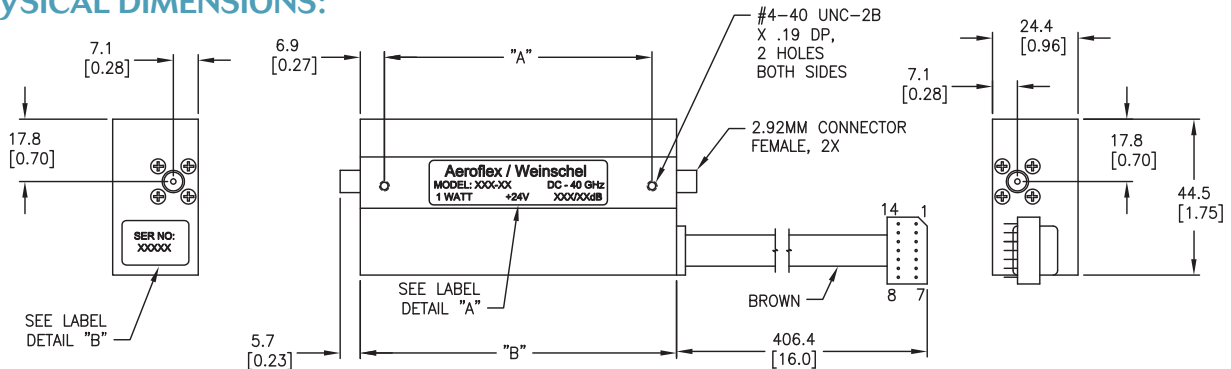 YSICAL DIMENSIONS:
7.1
[0.28]
17.8
[0.70]
SER NO:
XXXXX
SEE LABEL
DETAIL "B"
6.9
[0.27]
"A"
#4-40 UNC-2B
X .19 DP,
2 HOLES
BOTH SIDES
2.92MM CONNECTOR
FEMALE, 2X
Aeroflex / Weinschel
MODEL: XXX-XX DC - 40 GHz
1 WATT +24V XXX/XXdB
SEE LABEL
DETAIL "A"
14 1
8 7
BROWN
5.7
[0.23]
"B"
406.4
[16.0]
24.4
[0.96]
7.1
[0.28]
17.8
[0.70]
44.5
[1.75]